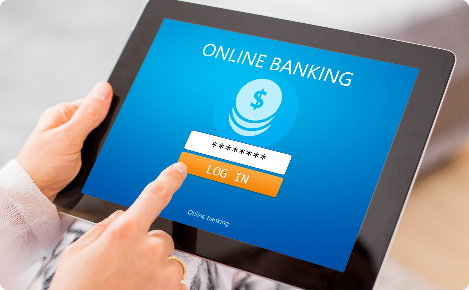 ONLINE BANKING
$
********
LOG IN
Online banking